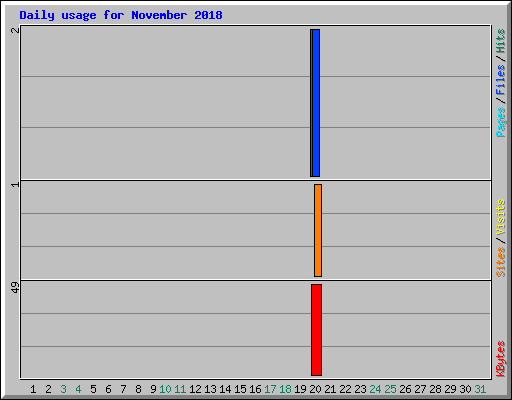 Daily usage for November 2018
2
Pages/Files/Hits
1
Sites/Visits
49
KBytes
1 2 3 4 5 6 7 8 9 10 11 12 13 14 15 16 17 18 19 20 21 22 23 24 25 26 27 28 29 30 31